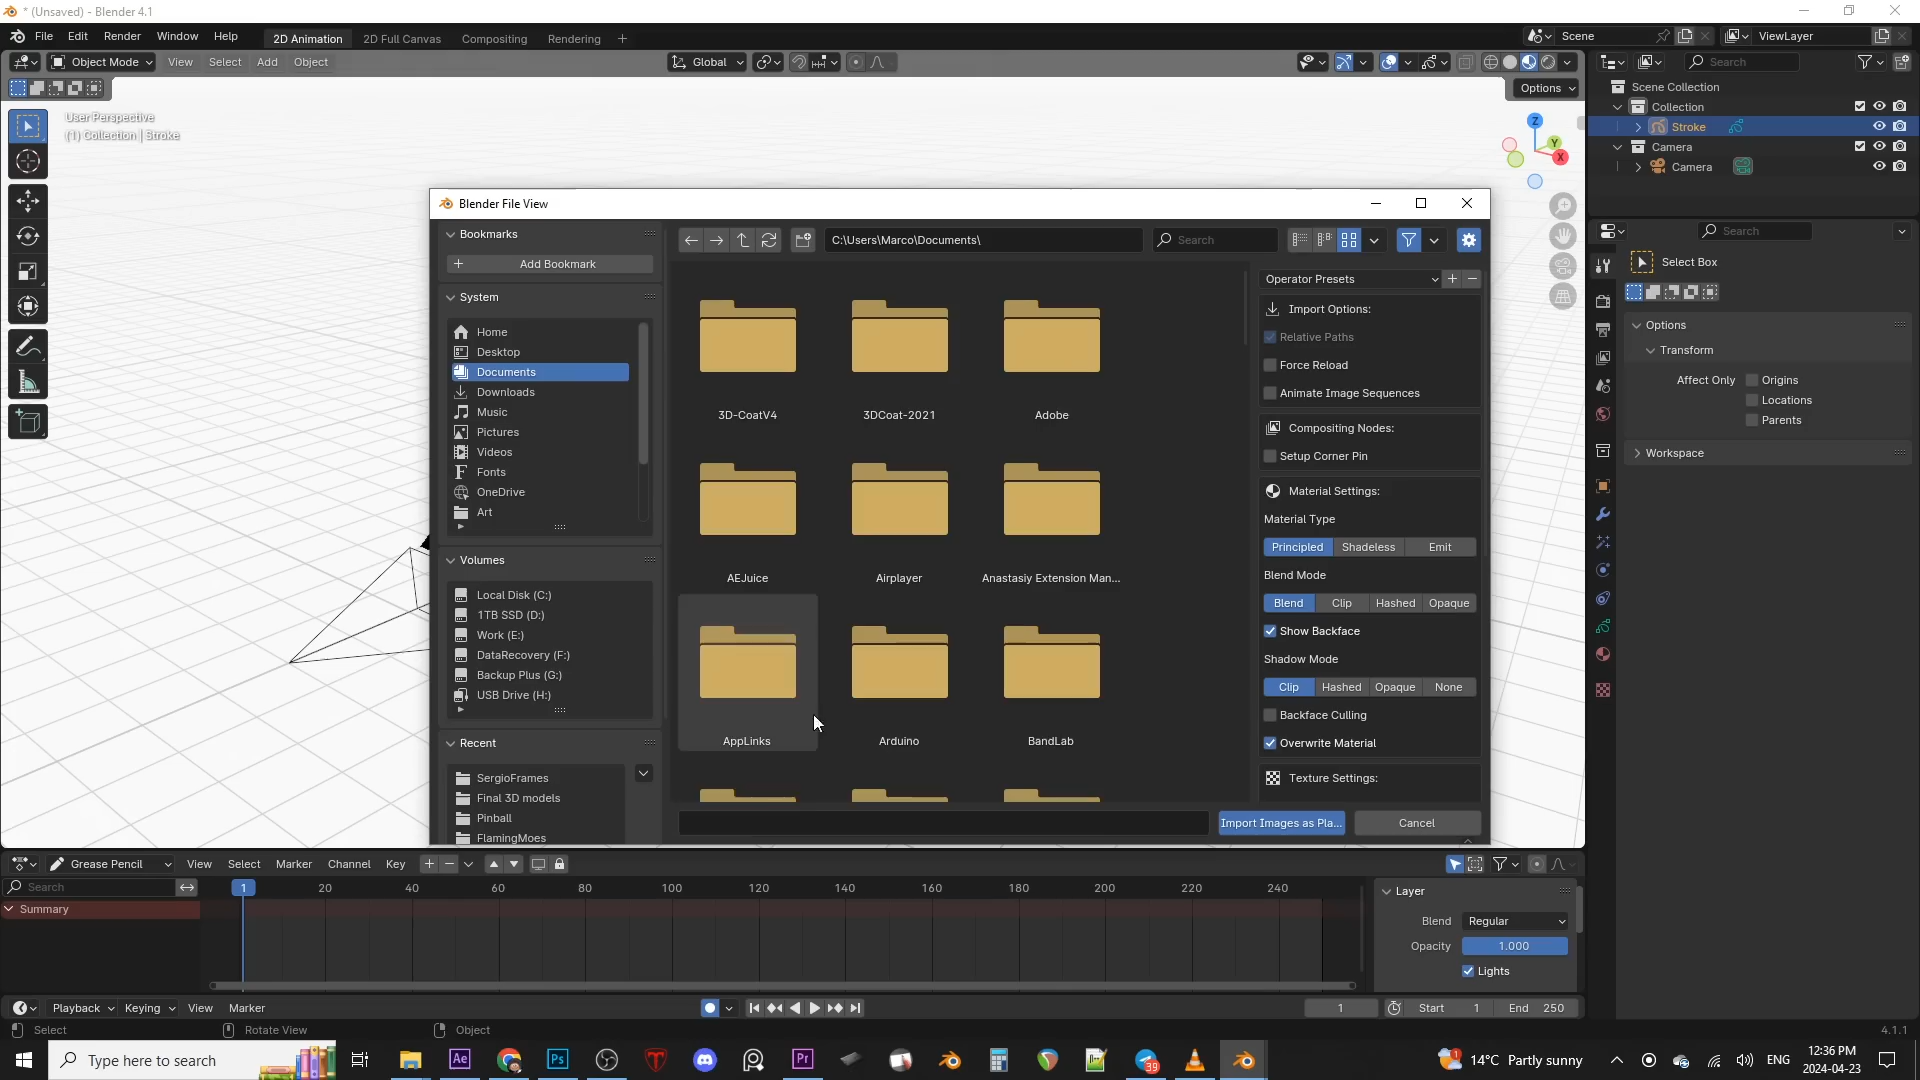 * (Unsaved) - Blender 4.1
File Edit Render Window Help 2D Animation 2D Full Canvas Compositing Rendering + Scene ViewLayer
Object Mode View Select Add Object Global Search
Options
User Perspective
(1) Collection | Stroke
Z
Y
X
Scene Collection
Collection
Stroke
Camera
Camera
Search
Select Box
Options
Transform
Affect Only Origins
Locations
Parents
Workspace
Blender File View
Bookmarks
Add Bookmark
System
Home
Desktop
Documents
Downloads
Music
Pictures
Videos
Fonts
OneDrive
Art
Volumes
Local Disk (C:)
1TB SSD (D:)
Work (E:)
DataRecovery (F:)
Backup Plus (G:)
USB Drive (H:)
Recent
SergioFrames
Final 3D models
Pinball
FlamingMoes
C:\Users\Marco\Documents\ Search
3D-CoatV4 3DCoat-2021 Adobe
AEJuice Airplayer Anastasiy Extension Man...
AppLinks Arduino BandLab
Operator Presets
Import Options:
Relative Paths
Force Reload
Animate Image Sequences
Compositing Nodes:
Setup Corner Pin
Material Settings:
Material Type
Principled Shadeless Emit
Blend Mode
Blend Clip Hashed Opaque
Show Backface
Shadow Mode
Clip Hashed Opaque None
Backface Culling
Overwrite Material
Texture Settings:
Import Images as Pla... Cancel
Grease Pencil View Select Marker Channel Key
Search 1 20 40 60 80 100 120 140 160 180 200 220 240
Summary
Layer
Blend Regular
Opacity 1.000
Lights
Playback Keying View Marker 1 Start 1 End 250
Select Rotate View Object 4.1.1
Type here to search Ae Ps Pr 39 1 14°C Partly sunny ENG 12:36 PM
2024-04-23